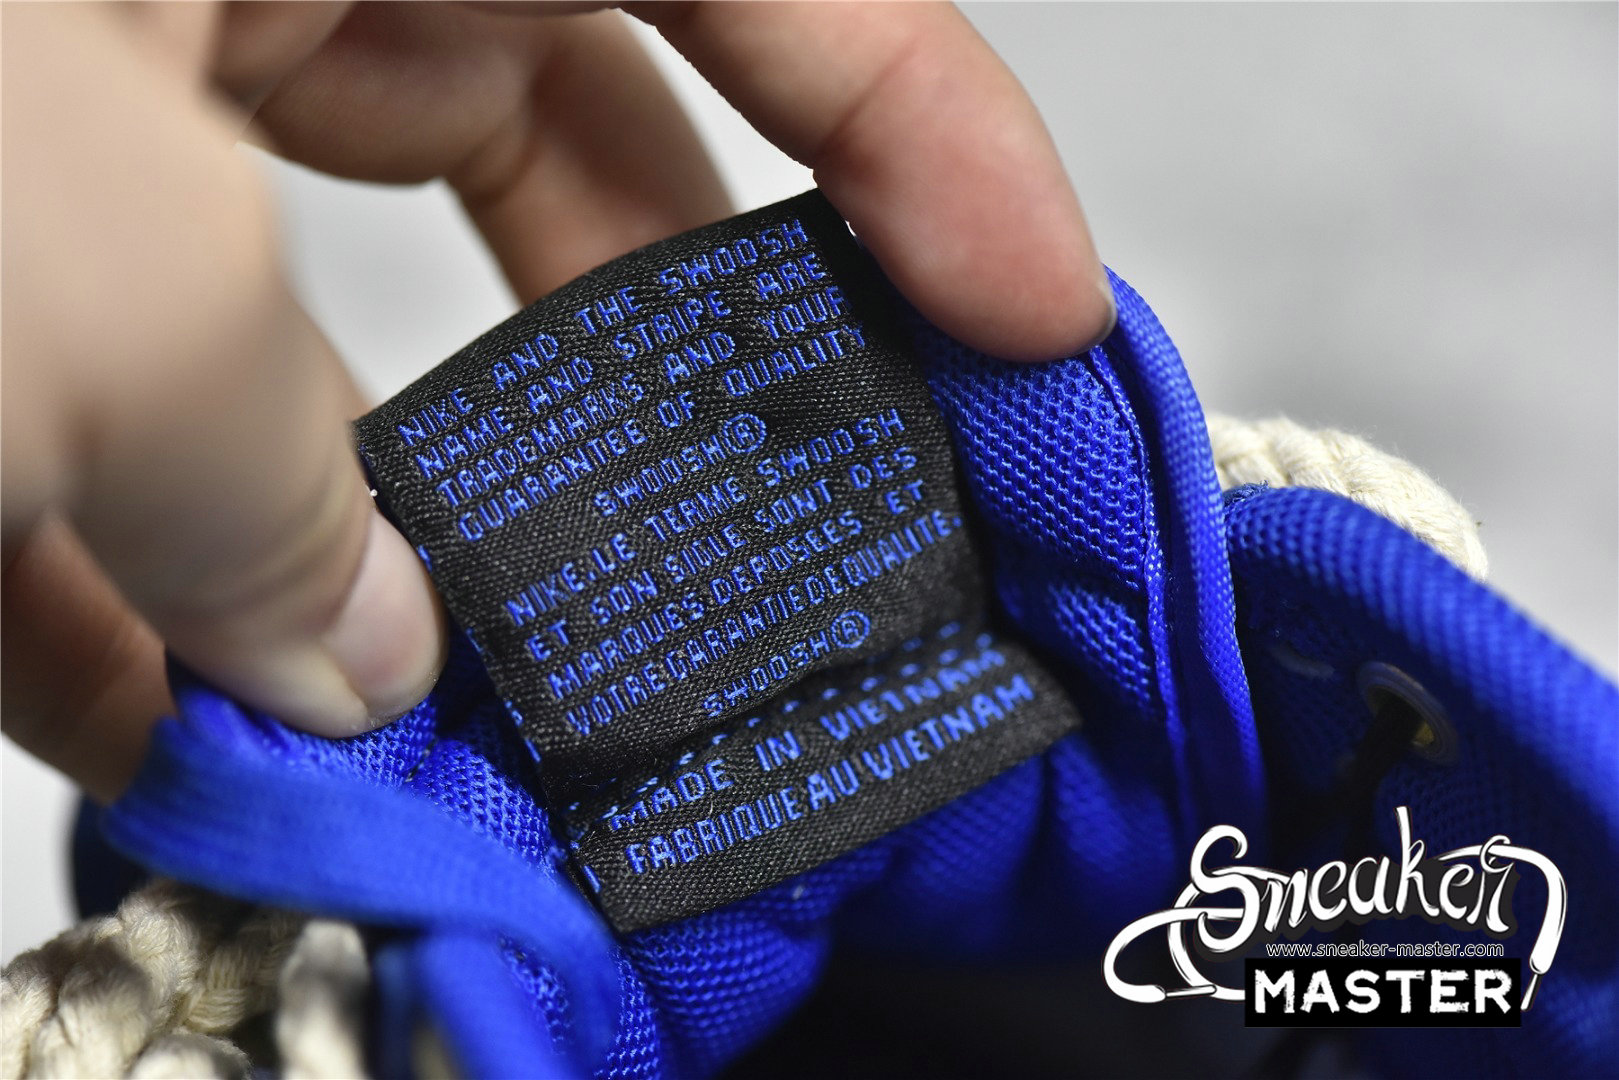 NIKE AND THE SWOOSH
NAME AND STRIPE ARE
TRADEMARKS AND YOUR
GUARANTEE OF QUALITY
SWOOSH®
NIKE.LE TERME SWOOSH
ET SON SIGLE SONT DES
MARQUES DEPOSEES ET
VOTRE GARANTIE DE QUALITE.
SWOOSH®
MADE IN VIETNAM
FABRIQUE AU VIETNAM
Sneaker
www.sneaker-master.com
MASTER